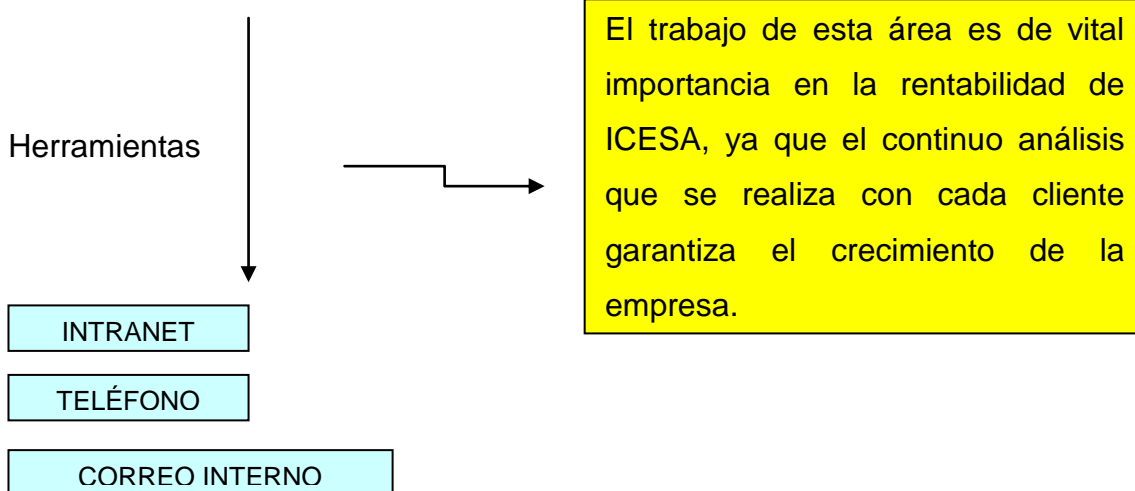 El trabajo de esta área es de vital
importancia en la rentabilidad de
ICESA, ya que el continuo análisis
que se realiza con cada cliente
garantiza el crecimiento de la
empresa.
Herramientas
INTRANET
TELÉFONO
CORREO INTERNO